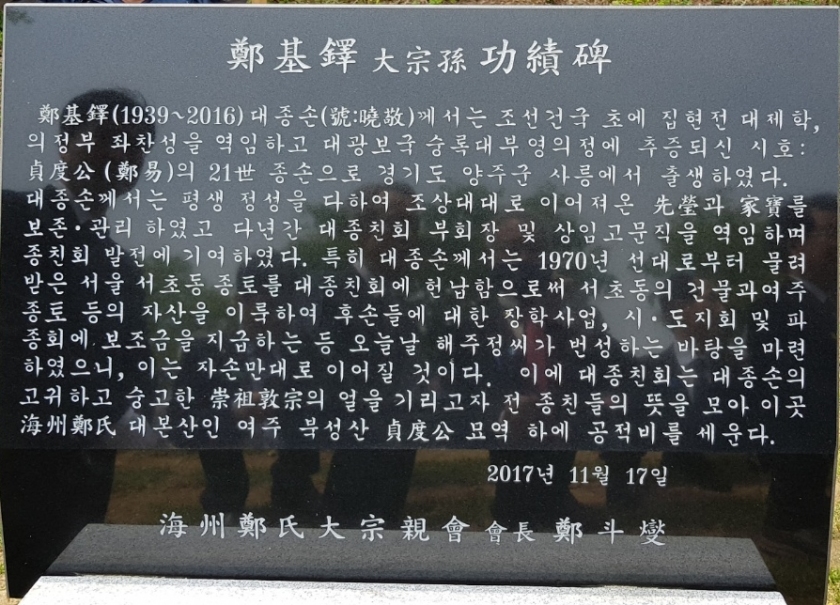 鄭基鐸 大宗孫 功績碑
鄭基鐸(1939~2016)대종손(號:曉敬)께서는 조선건국 초에 집현전 대제학,
의정부 좌찬성을 역임하고 대광보국 숭록대부영의정에 추증되신 시호:
貞度公 (鄭易)의 21世 종손으로 경기도 양주군 사릉에서 출생하였다.
대종손께서는 평생 정성을 다하여 조상대대로 이어져온 先瑩과 家寶를
보존·관리 하였고 다년간 대종친회 부회장 및 상임고문직을 역임하며
종친회 발전에 기여하였다. 특히 대종손께서는 1970년 선대로부터 물려
받은 서울 서초동 종토를 대종친회에 헌납함으로써 서초동의 건물과여주
종토 등의 자산을 이룩하여 후손들에 대한 장학사업, 시·도지회 및 파
종회에 보조금을 지급하는 등 오늘날 해주정씨가 번성하는 바탕을 마련
하였으니, 이는 자손만대로 이어질 것이다. 이에 대종친회는 대종손의
고귀하고 숭고한 崇祖敦宗의 얼을 기리고자 전 종친들의 뜻을 모아 이곳
海州鄭氏 대본산인 여주 북성산 貞度公 묘역 하에 공적비를 세운다.
2017년 11월 17일
海州鄭氏大宗親會 會長 鄭斗燮